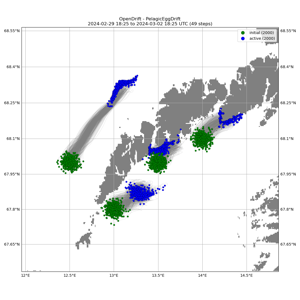 OpenDrift - PelagicEggDrift
2024-02-29 18:25 to 2024-03-02 18:25 UTC (49 steps)
initial (2000)
active (2000)
68.55°N
68.55°N
68.4°N
68.4°N
68.25°N
68.25°N
68.1°N
68.1°N
67.95°N
67.95°N
67.8°N
67.8°N
67.65°N
67.65°N
12°E
12.5°E
13°E
13.5°E
14°E
14.5°E